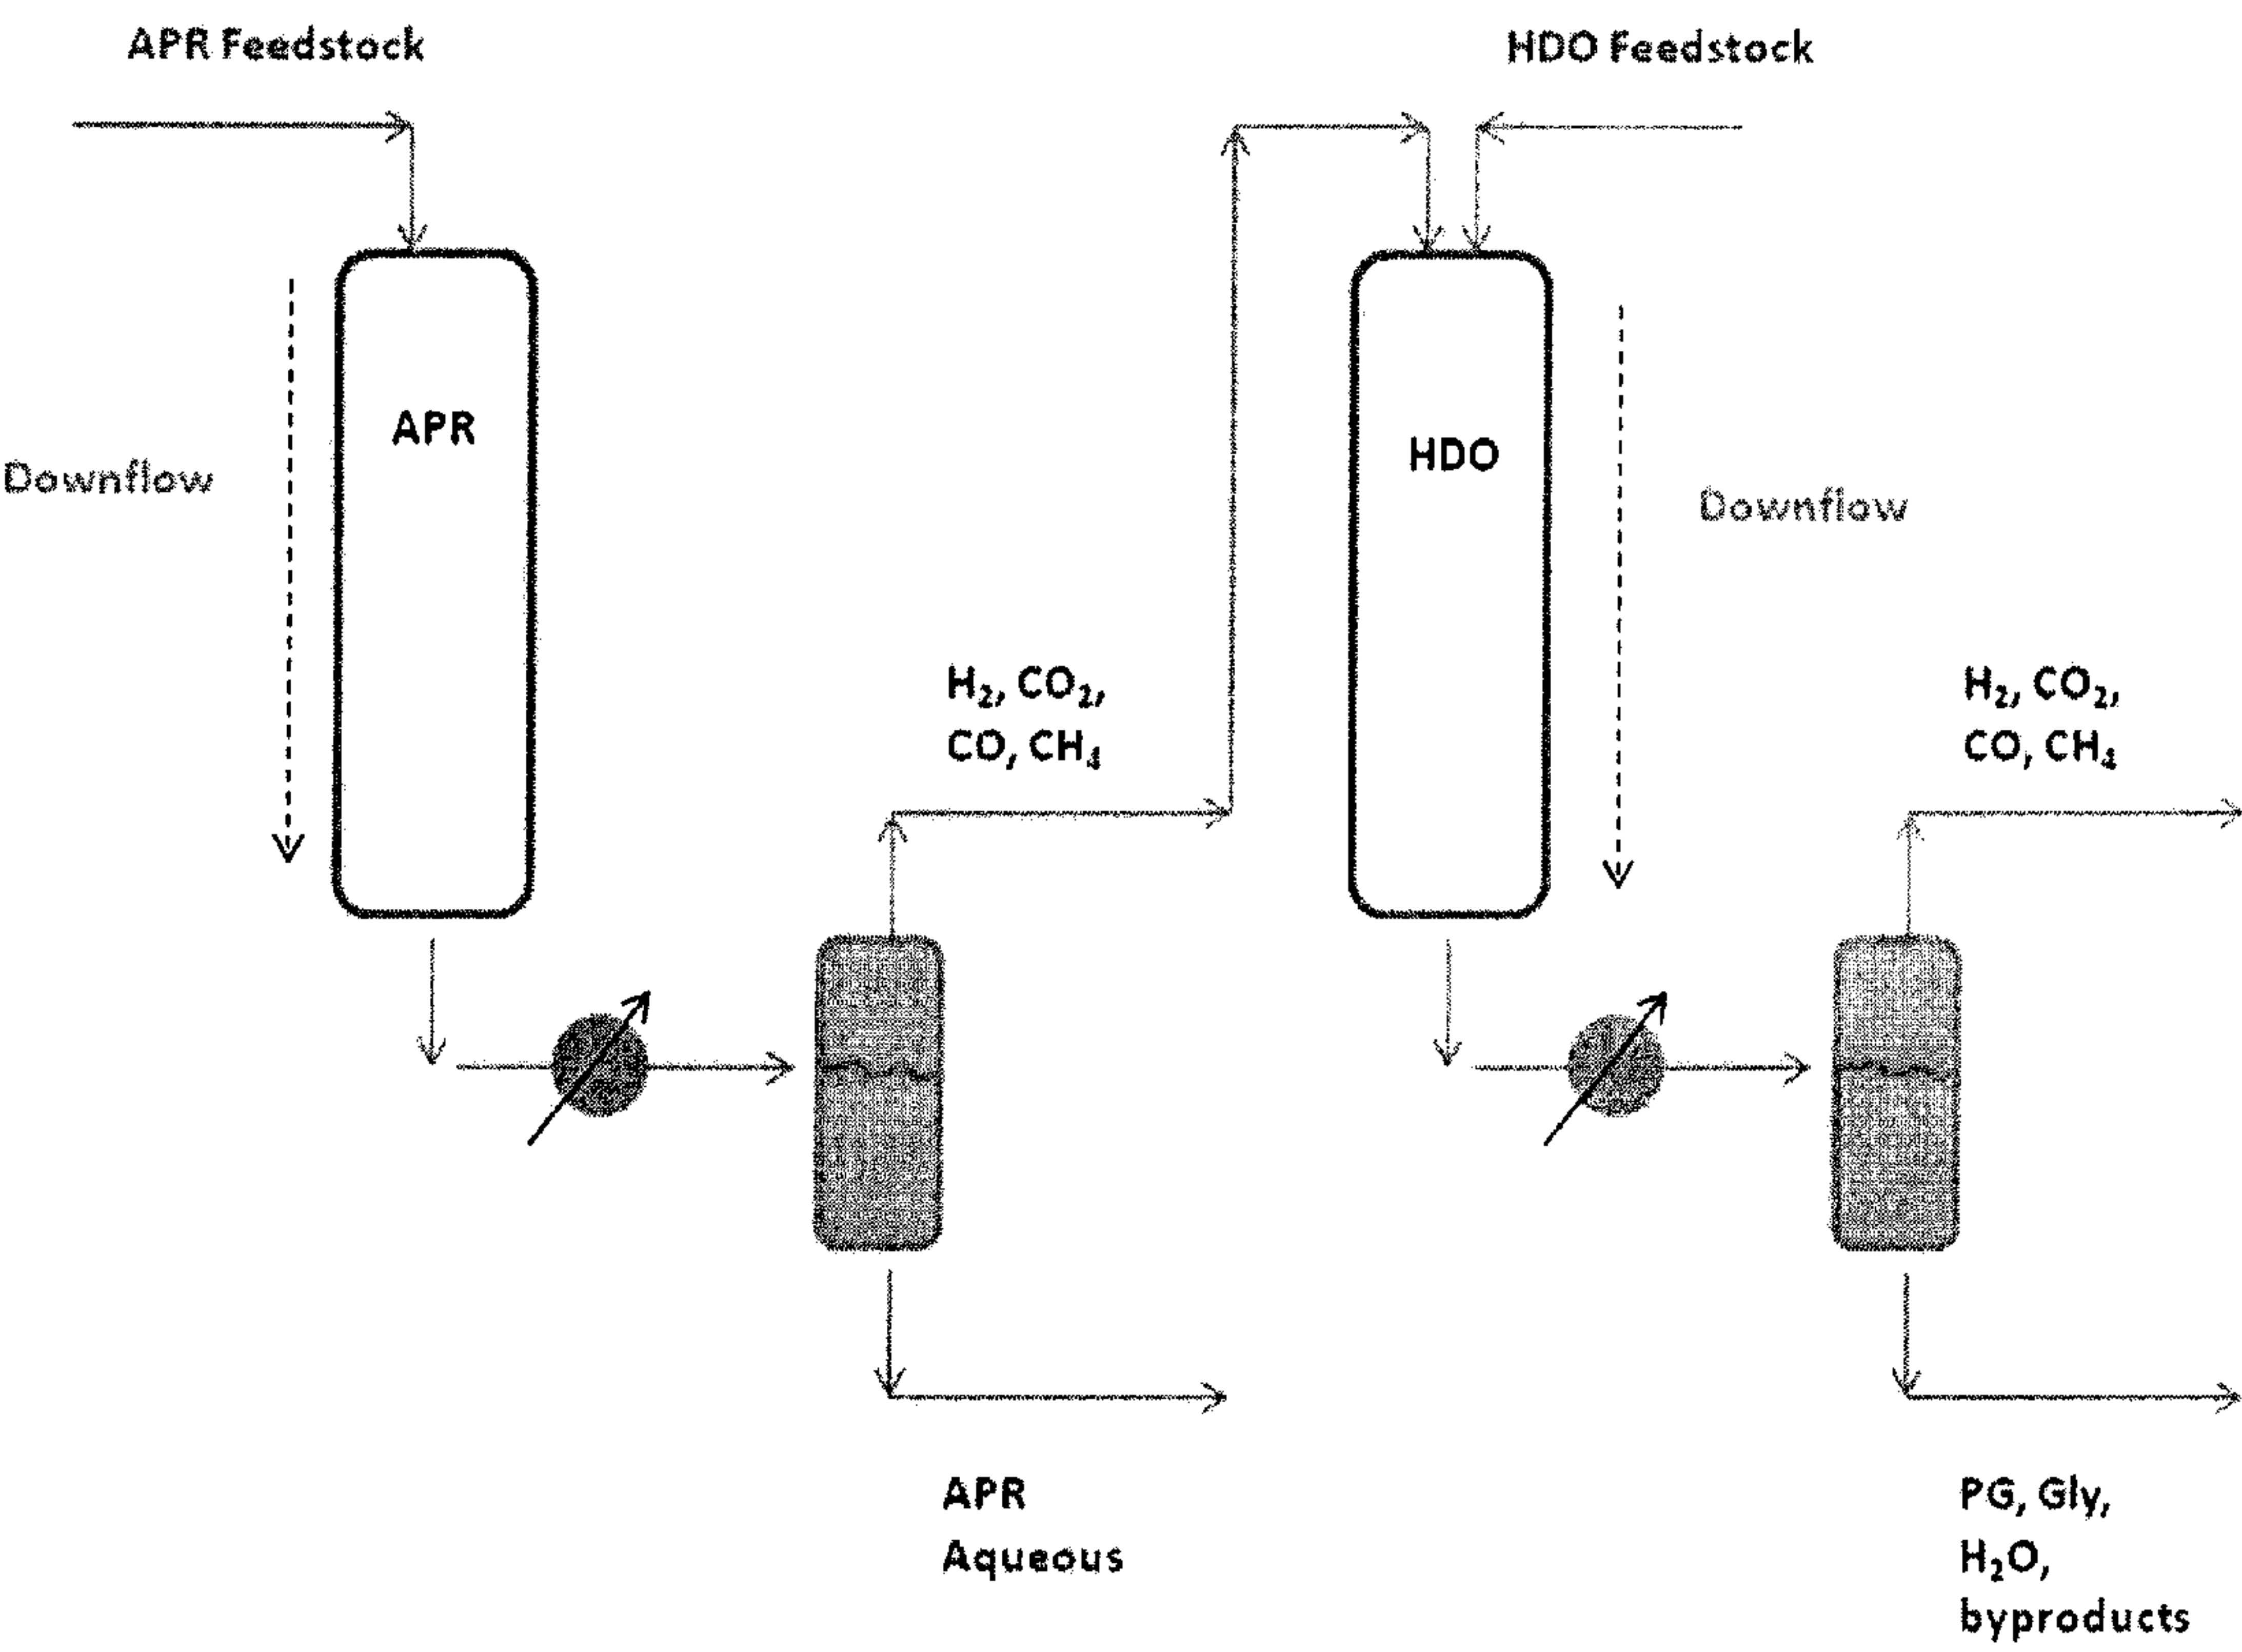 APR Feedstock
HDO Feedstock
APR
HDO
Downflow
Downflow
H₂, CO₂,
CO, CH₄
H₂, CO₂,
CO, CH₄
APR
Aqueous
PG, Gly,
H₂O,
byproducts